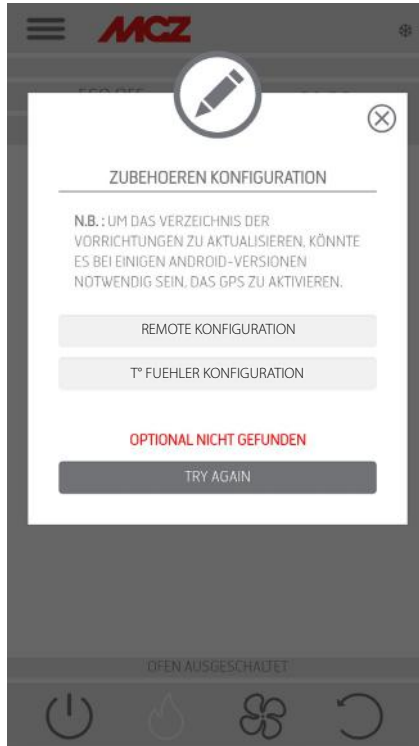 MCZ
ZUBEHOEREN KONFIGURATION
N.B. : UM DAS VERZEICHNIS DER
VORRICHTUNGEN ZU AKTUALISIEREN, KÖNNTE
ES BEI EINIGEN ANDROID-VERSIONEN
NOTWENDIG SEIN, DAS GPS ZU AKTIVIEREN.
REMOTE KONFIGURATION
T° FUEHLER KONFIGURATION
OPTIONAL NICHT GEFUNDEN
TRY AGAIN
OFEN AUSGESCHALTET